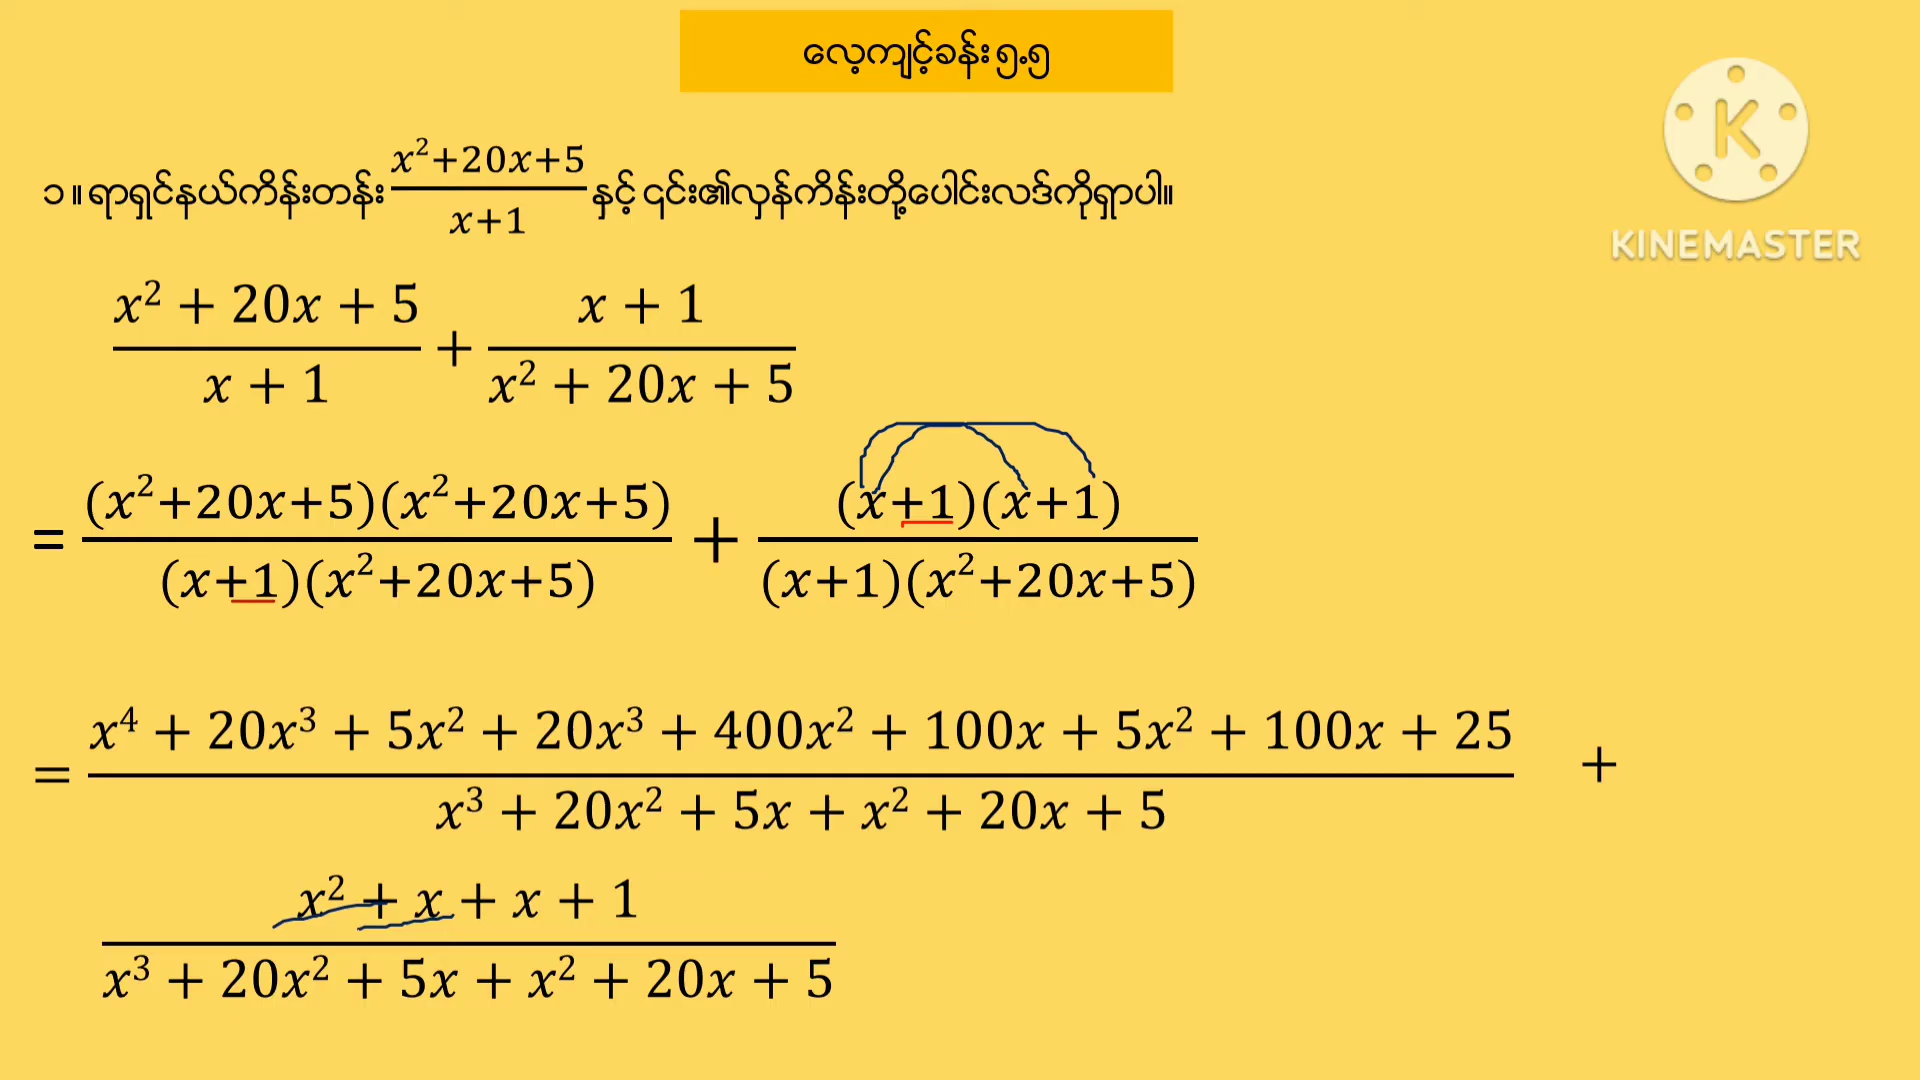 လေ့ကျင့်ခန်း ၅.၅
K
KINEMASTER
၁ ။ ရာရှင်နယ်ကိန်းတန်း (x²+20x+5)/(x+1) နှင့် ၎င်း၏လှန်ကိန်းတို့ပေါင်းလဒ်ကိုရှာပါ။
(x² + 20x + 5)/(x + 1) + (x + 1)/(x² + 20x + 5)
= ((x²+20x+5)(x²+20x+5))/((x+1)(x²+20x+5)) + ((x+1)(x+1))/((x+1)(x²+20x+5))
= (x⁴ + 20x³ + 5x² + 20x³ + 400x² + 100x + 5x² + 100x + 25)/(x³ + 20x² + 5x + x² + 20x + 5) +
(x² + x + x + 1)/(x³ + 20x² + 5x + x² + 20x + 5)